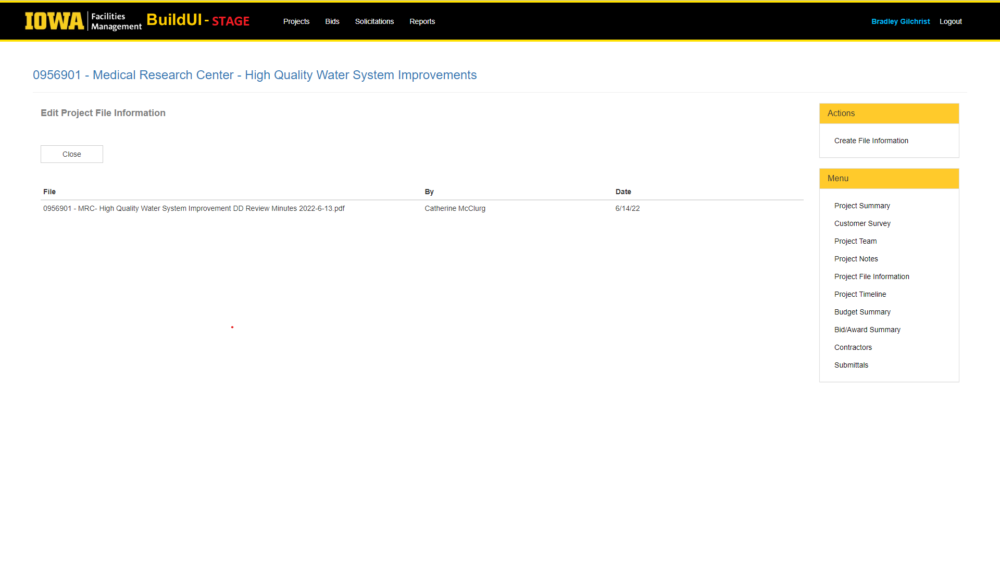 IOWA Facilities Management BuildUI - STAGE Projects Bids Solicitations Reports Bradley Gilchrist Logout
0956901 - Medical Research Center - High Quality Water System Improvements
Edit Project File Information
Close
File By Date
0956901 - MRC- High Quality Water System Improvement DD Review Minutes 2022-6-13.pdf Catherine McClurg 6/14/22
Actions
Create File Information
Menu
Project Summary
Customer Survey
Project Team
Project Notes
Project File Information
Project Timeline
Budget Summary
Bid/Award Summary
Contractors
Submittals